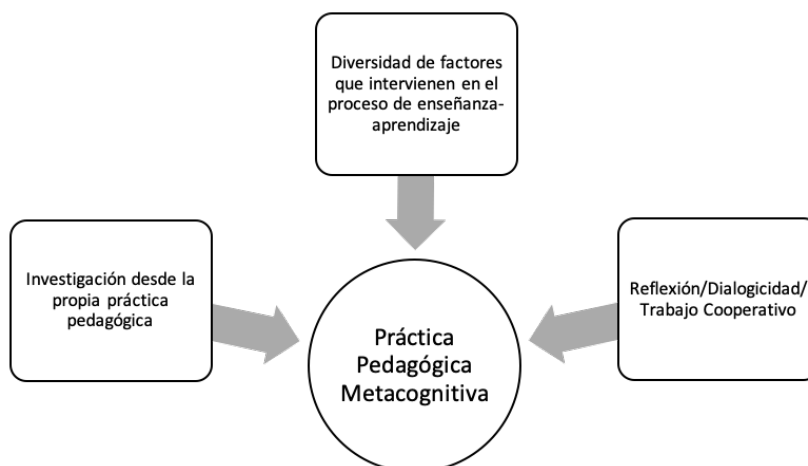 Diversidad de factores
que intervienen en el
proceso de enseñanza-
aprendizaje
Investigación desde la
propia práctica
pedagógica
Reflexión/Dialogicidad/
Trabajo Cooperativo
Práctica
Pedagógica
Metacognitiva